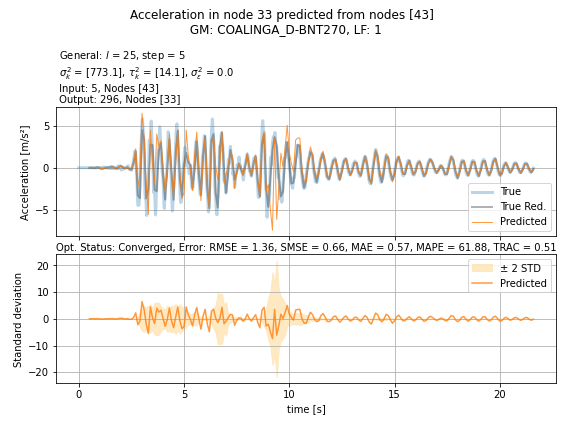 Acceleration in node 33 predicted from nodes [43]
GM: COALINGA_D-BNT270, LF: 1
General: l = 25, step = 5
σ²ₖ = [773.1], τ²ₖ = [14.1], σ²ε = 0.0
Input: 5, Nodes [43]
Output: 296, Nodes [33]
Acceleration [m/s²]
5
0
−5
True
True Red.
Predicted
Opt. Status: Converged, Error: RMSE = 1.36, SMSE = 0.66, MAE = 0.57, MAPE = 61.88, TRAC = 0.51
Standard deviation
20
10
0
−10
−20
± 2 STD
Predicted
0 5 10 15 20
time [s]